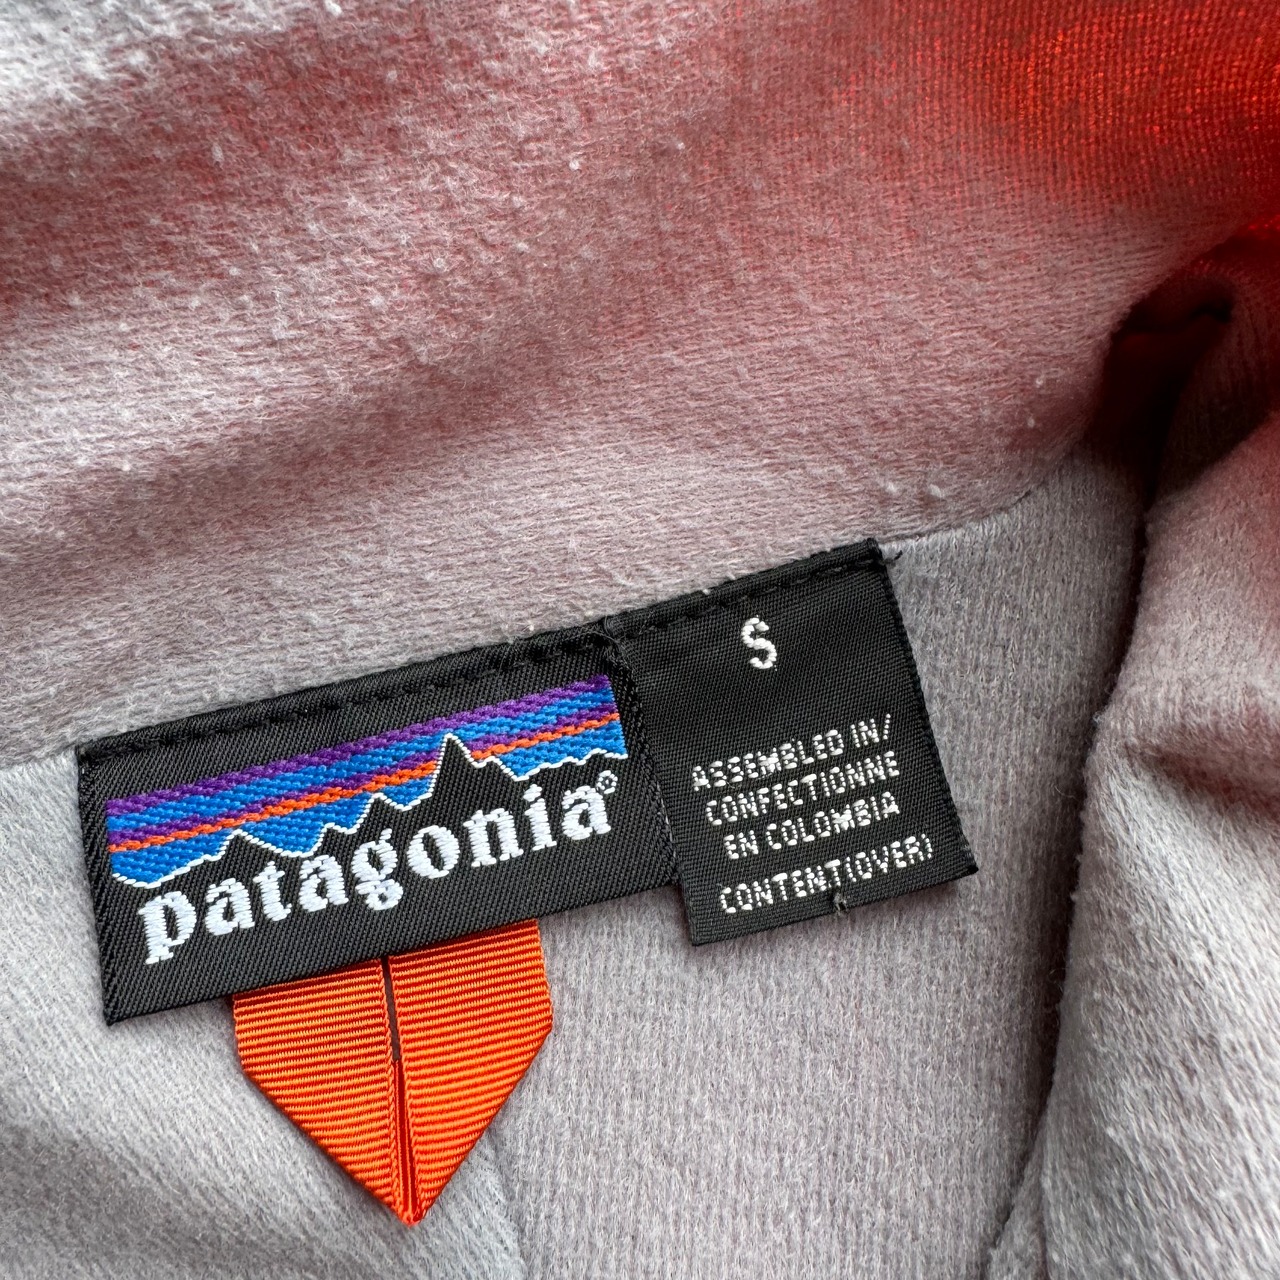 patagonia®
S
ASSEMBLED IN/
CONFECTIONNE
EN COLOMBIA
CONTENT(OVER)